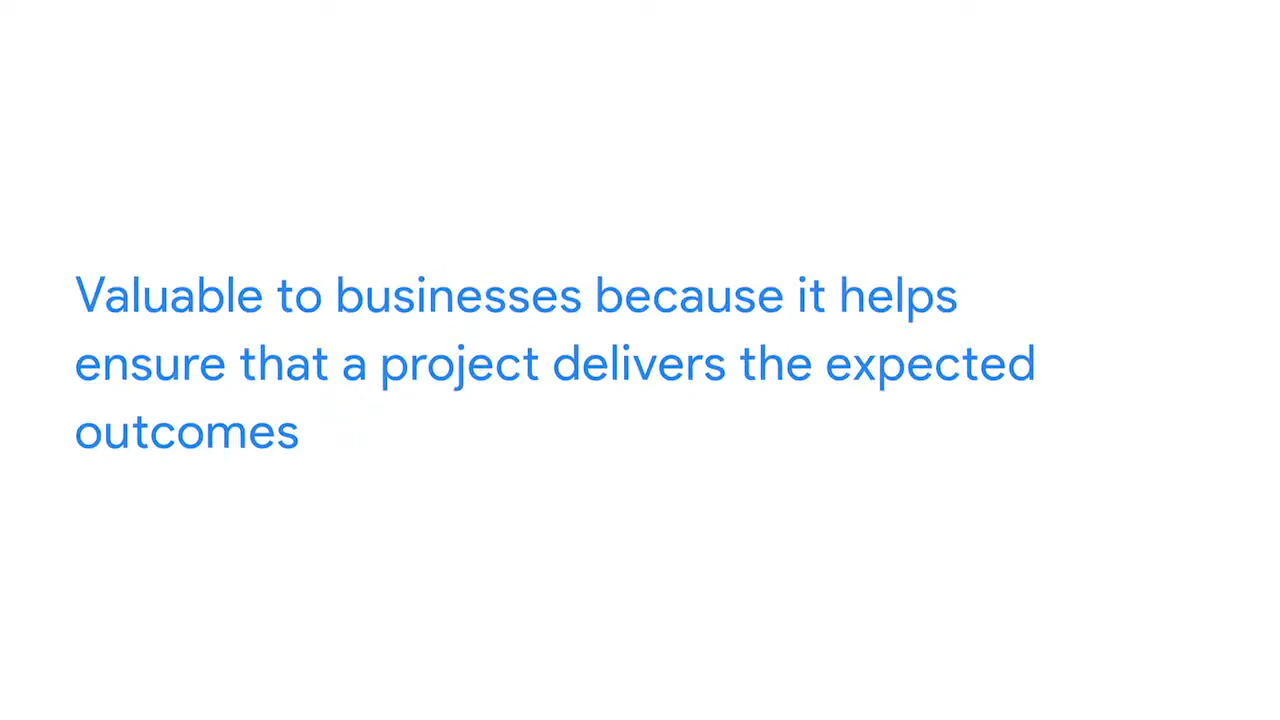 Valuable to businesses because it helps
ensure that a project delivers the expected
outcomes